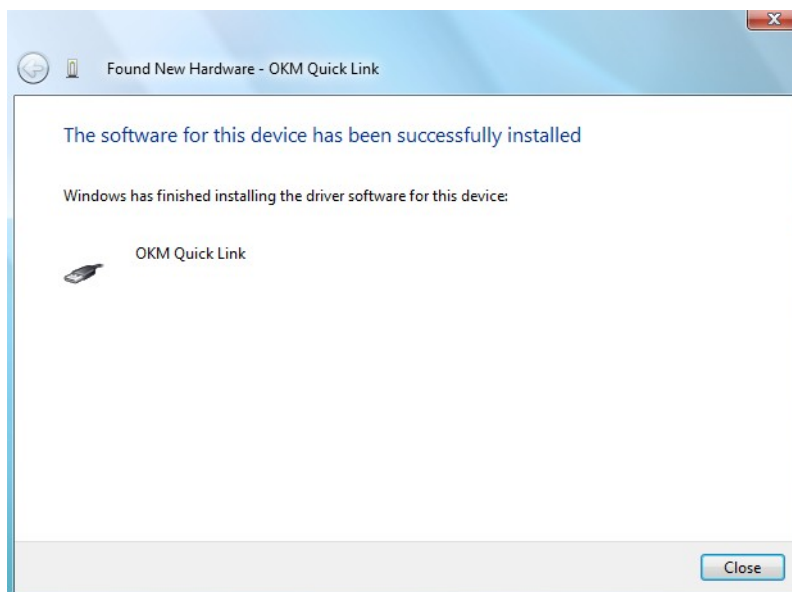 Found New Hardware - OKM Quick Link
The software for this device has been successfully installed
Windows has finished installing the driver software for this device:
OKM Quick Link
Close